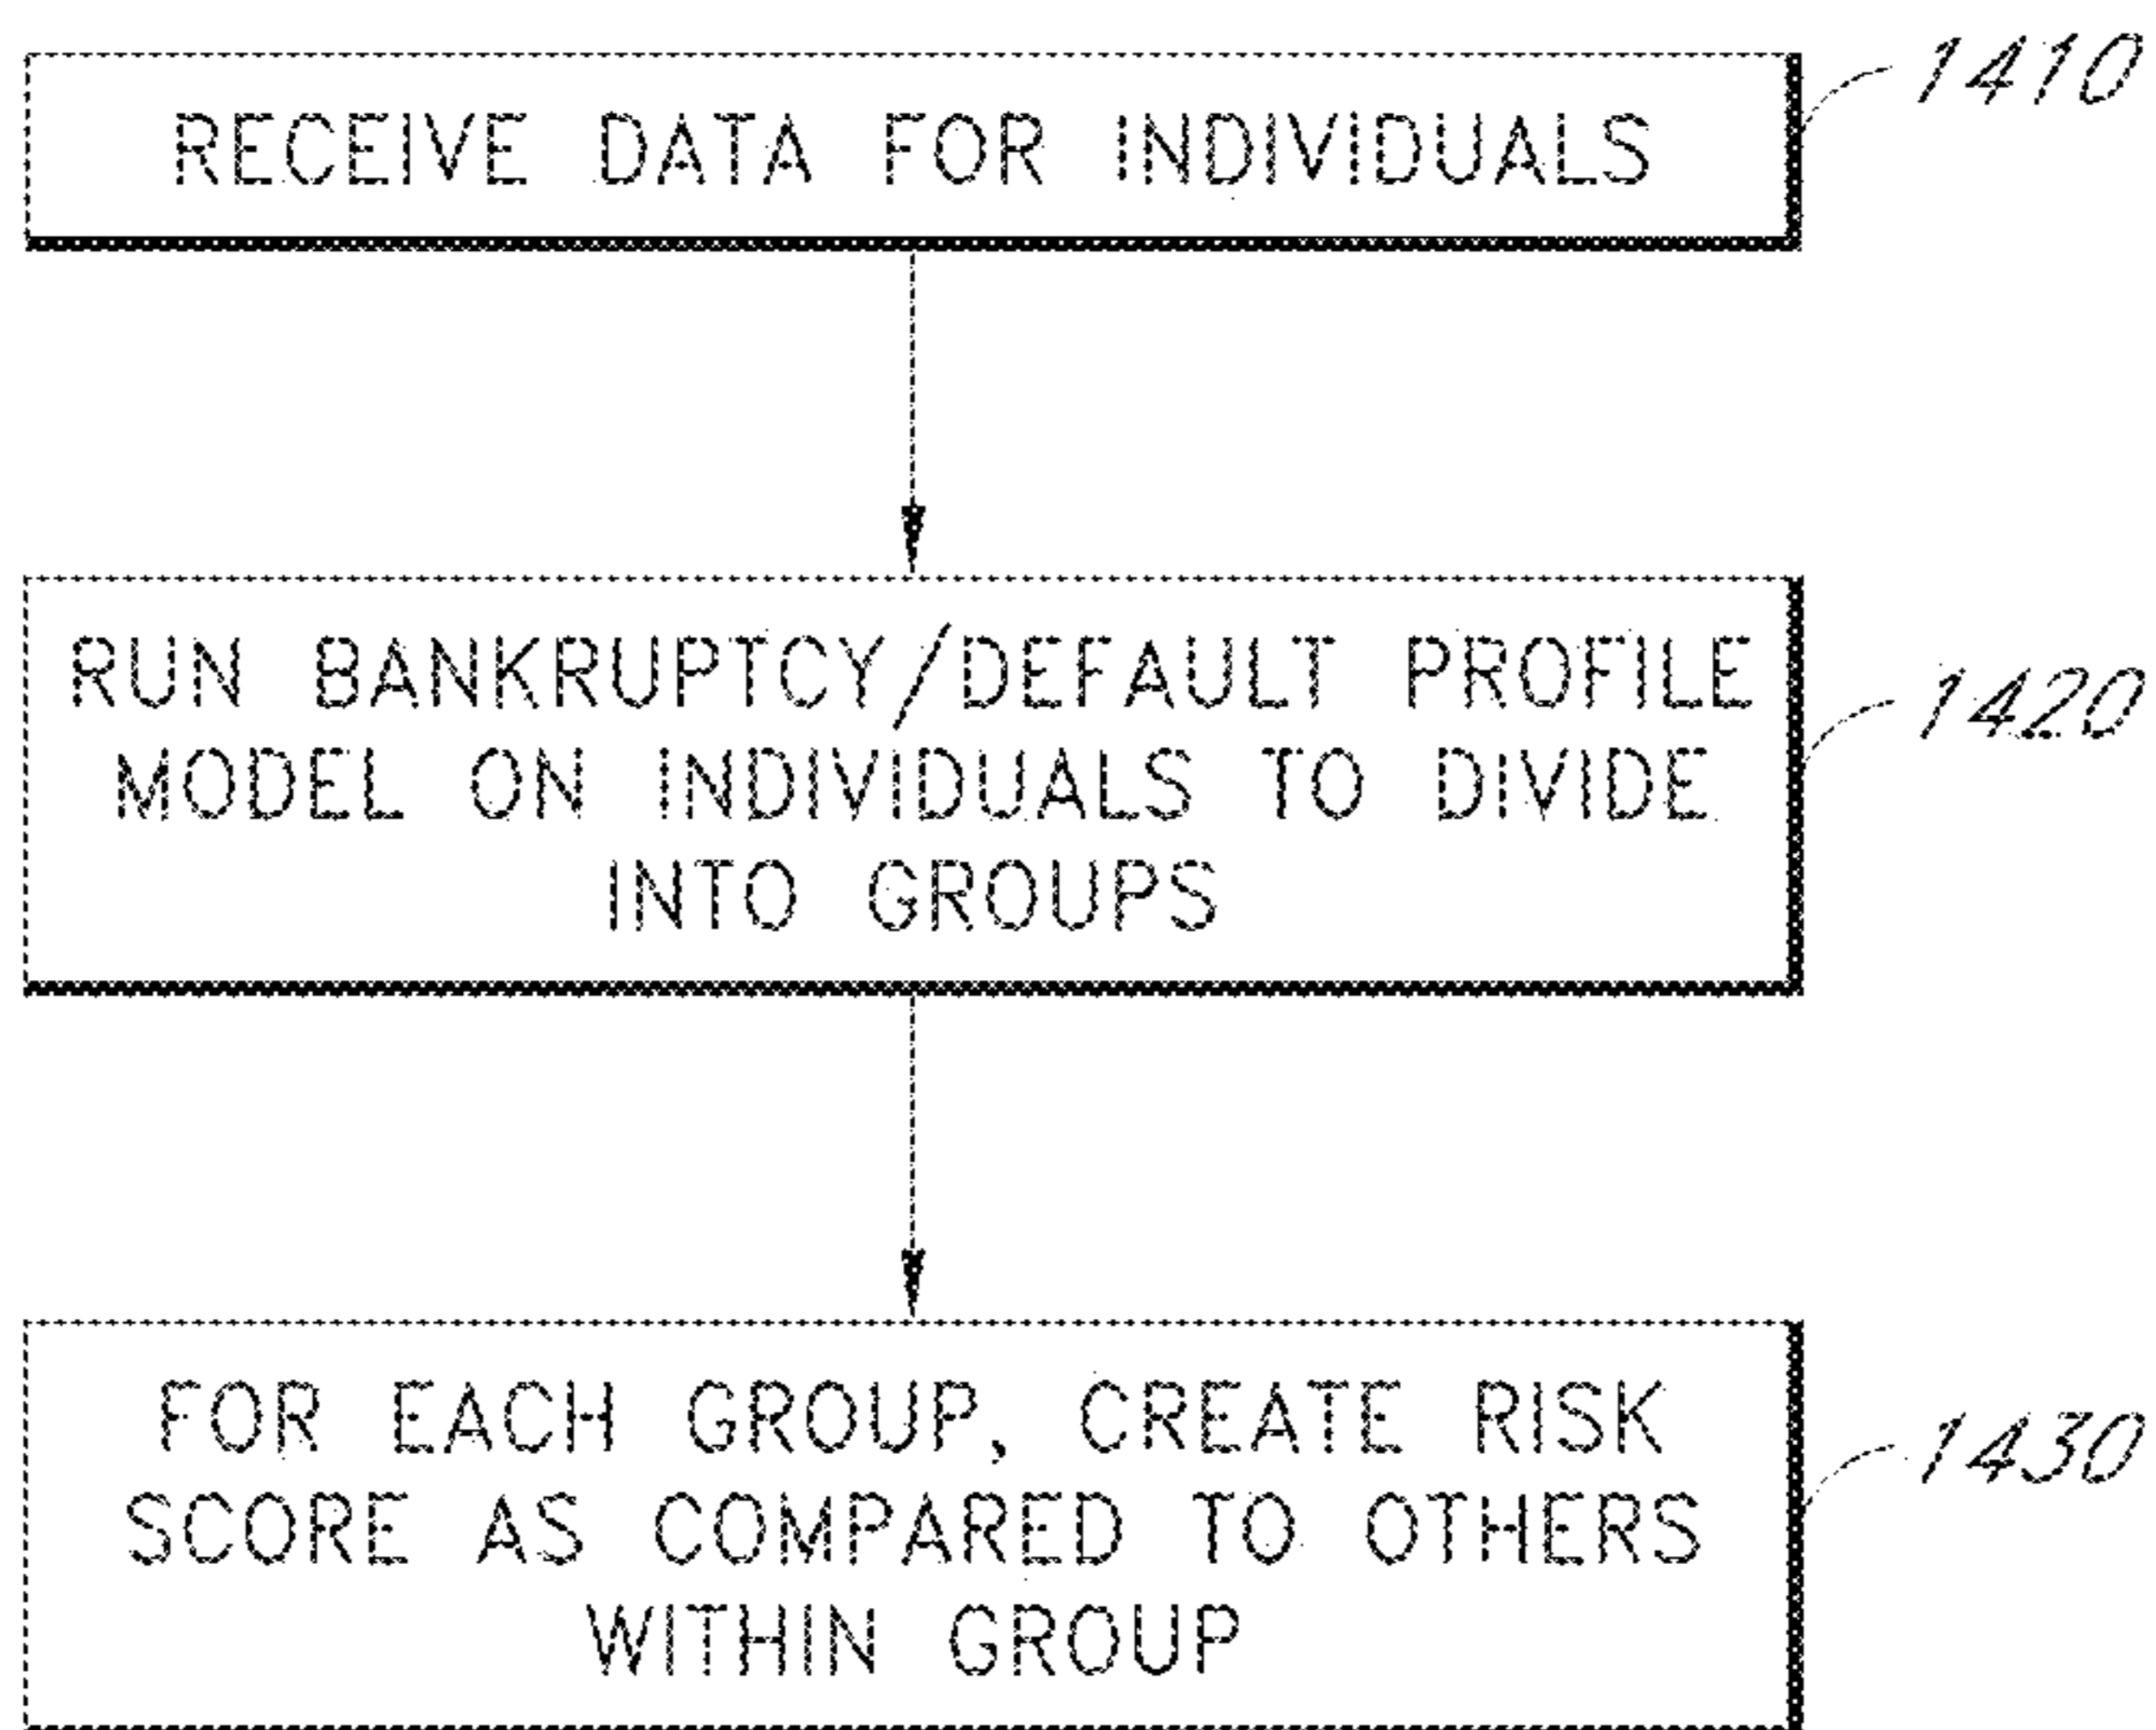 RECEIVE DATA FOR INDIVIDUALS
1410
RUN BANKRUPTCY/DEFAULT PROFILE
MODEL ON INDIVIDUALS TO DIVIDE
INTO GROUPS
1420
FOR EACH GROUP, CREATE RISK
SCORE AS COMPARED TO OTHERS
WITHIN GROUP
1430